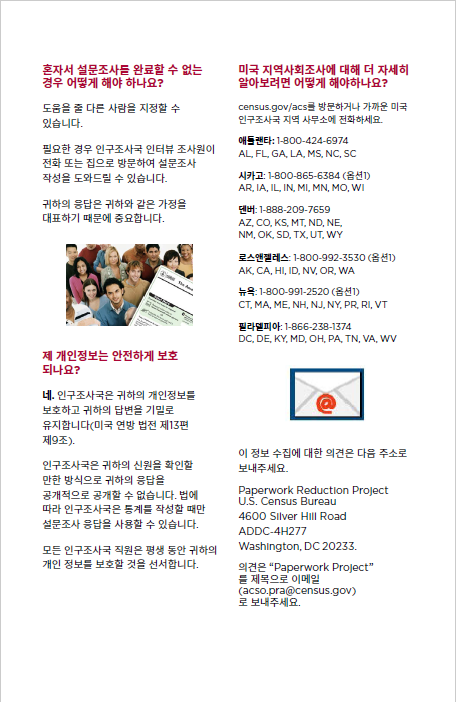 혼자서 설문조사를 완료할 수 없는
경우 어떻게 해야 하나요?
도움을 줄 다른 사람을 지정할 수
있습니다.
필요한 경우 인구조사국 인터뷰 조사원이
전화 또는 집으로 방문하여 설문조사
작성을 도와드릴 수 있습니다.
귀하의 응답은 귀하와 같은 가정을
대표하기 때문에 중요합니다.
제 개인정보는 안전하게 보호
되나요?
네. 인구조사국은 귀하의 개인정보를
보호하고 귀하의 답변을 기밀로
유지합니다(미국 연방 법전 제13편
제9조).
인구조사국은 귀하의 신원을 확인할
만한 방식으로 귀하의 응답을
공개적으로 공개할 수 없습니다. 법에
따라 인구조사국은 통계를 작성할 때만
설문조사 응답을 사용할 수 있습니다.
모든 인구조사국 직원은 평생 동안 귀하의
개인 정보를 보호할 것을 선서합니다.
미국 지역사회조사에 대해 더 자세히
알아보려면 어떻게 해야하나요?
census.gov/acs를 방문하거나 가까운 미국
인구조사국 지역 사무소에 전화하세요.
애틀랜타: 1-800-424-6974
AL, FL, GA, LA, MS, NC, SC
시카고: 1-800-865-6384 (옵션1)
AR, IA, IL, IN, MI, MN, MO, WI
덴버: 1-888-209-7659
AZ, CO, KS, MT, ND, NE,
NM, OK, SD, TX, UT, WY
로스앤젤레스: 1-800-992-3530 (옵션1)
AK, CA, HI, ID, NV, OR, WA
뉴욕: 1-800-991-2520 (옵션1)
CT, MA, ME, NH, NJ, NY, PR, RI, VT
필라델피아: 1-866-238-1374
DC, DE, KY, MD, OH, PA, TN, VA, WV
@
이 정보 수집에 대한 의견은 다음 주소로
보내주세요.
Paperwork Reduction Project
U.S. Census Bureau
4600 Silver Hill Road
ADDC-4H277
Washington, DC 20233.
의견은 “Paperwork Project”
를 제목으로 이메일
(acso.pra@census.gov)
로 보내주세요.